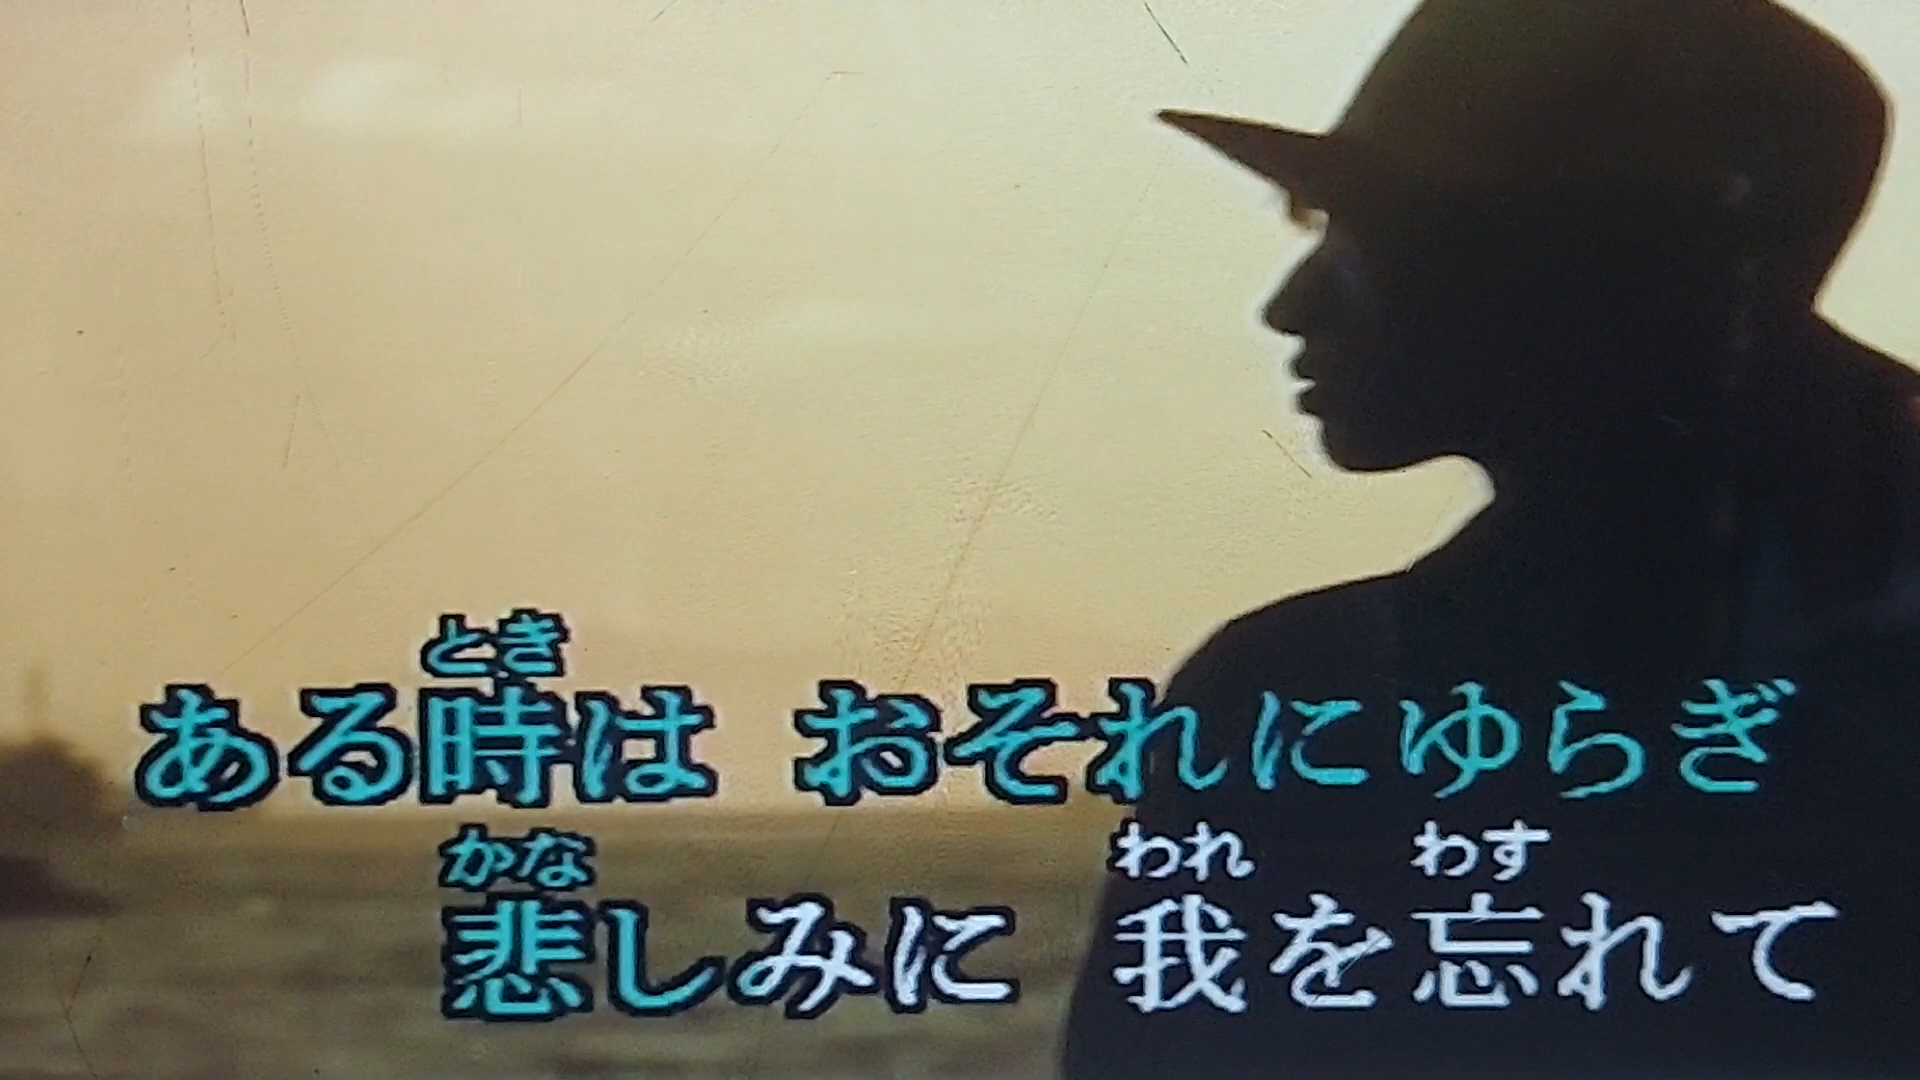 とき
ある時は おそれにゆらぎ
かな われ わす
悲しみに 我を忘れて